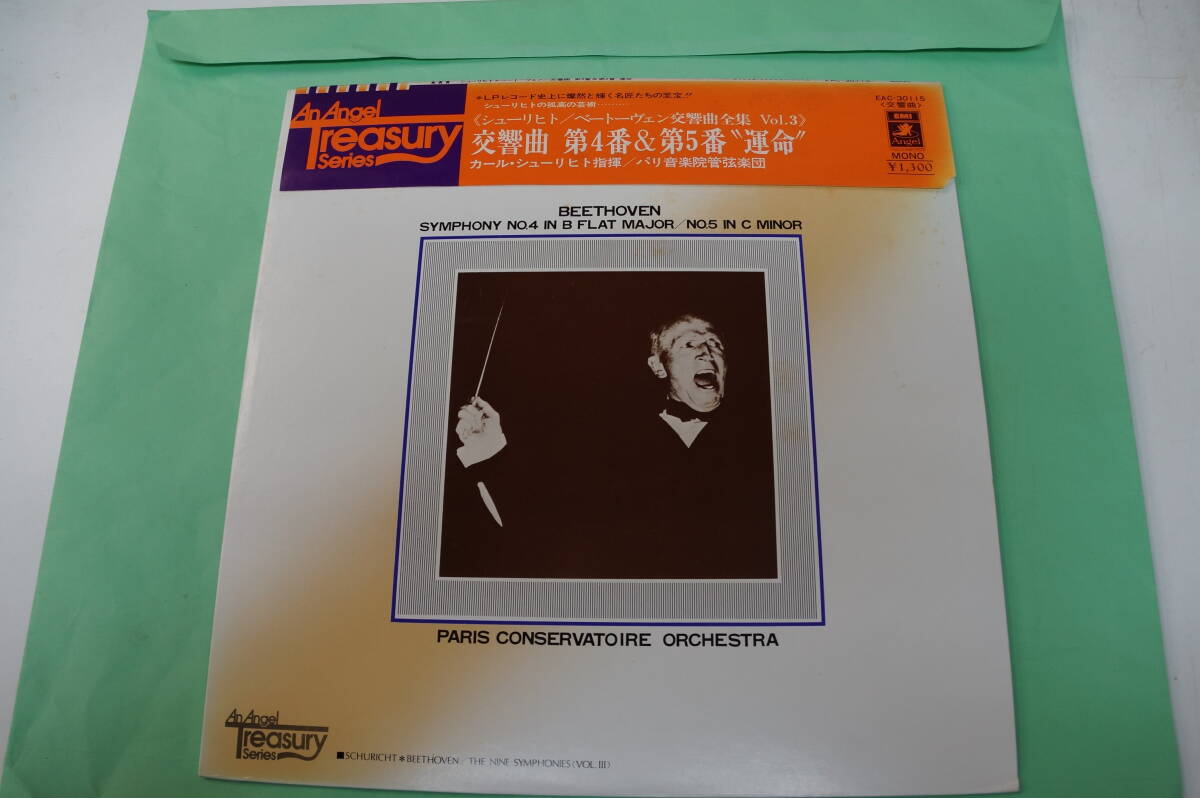 An Angel
Treasury
Series
*LPレコード史上に燦然と輝く名匠たちの至宝!!
シューリヒトの孤高の芸術………
《シューリヒト/ベートーヴェン交響曲全集 Vol.3》
交響曲 第4番&第5番“運命”
カール・シューリヒト指揮/パリ音楽院管弦楽団
EAC-30115
〈交響曲〉
EMI
Angel
MONO
¥1,300
BEETHOVEN
SYMPHONY NO.4 IN B FLAT MAJOR/NO.5 IN C MINOR
PARIS CONSERVATOIRE ORCHESTRA
An Angel
Treasury
Series
■SCHURICHT*BEETHOVEN/THE NINE SYMPHONIES(VOL.III)